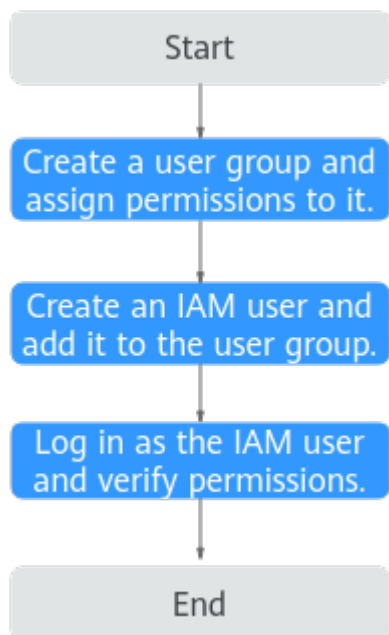 Start
Create a user group and
assign permissions to it.
Create an IAM user and
add it to the user group.
Log in as the IAM user
and verify permissions.
End